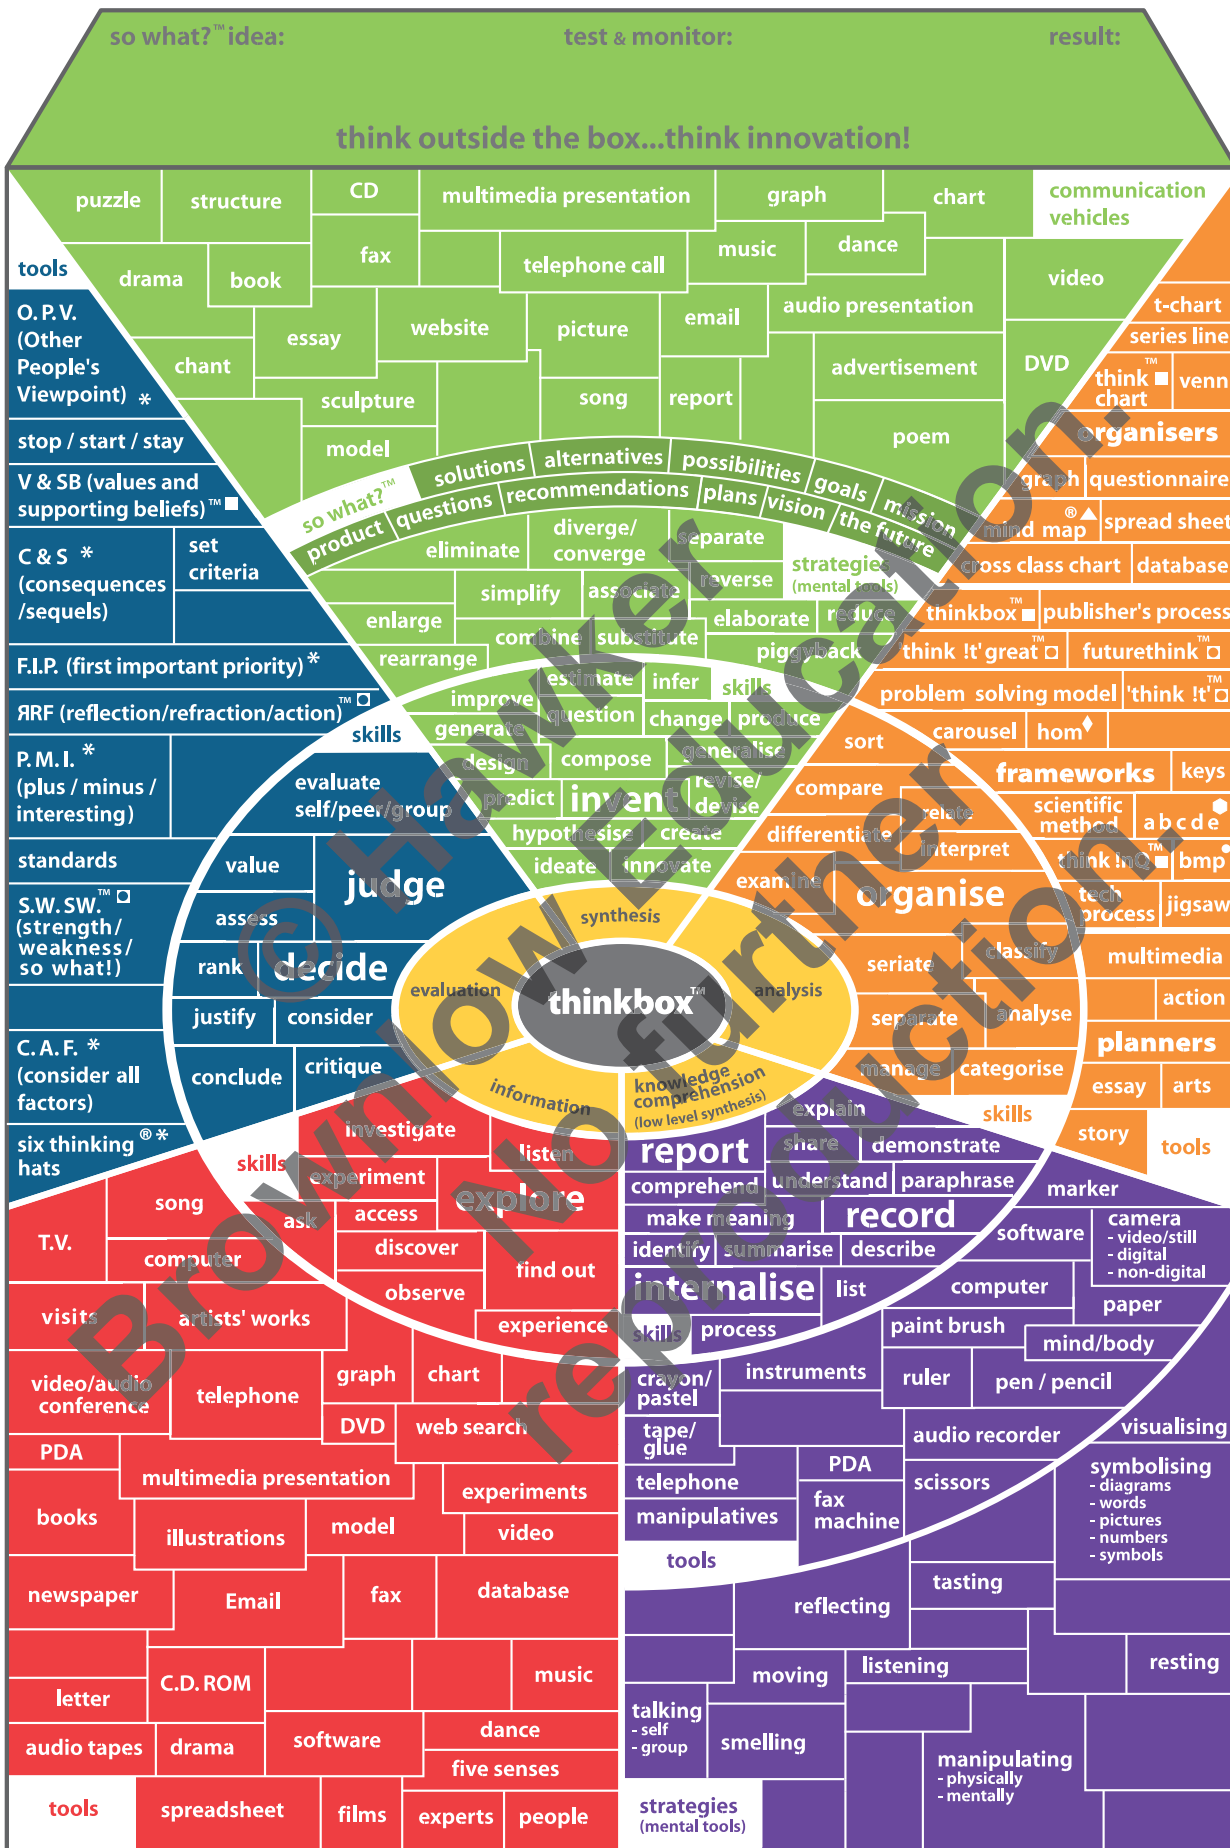 so what?™ idea: test & monitor: result:
think outside the box...think innovation!
puzzle
structure
CD
multimedia presentation
graph
chart
communication
vehicles
drama
book
fax
telephone call
music
dance
video
essay
website
picture
email
audio presentation
chant
sculpture
song
report
advertisement
DVD
model
poem
so what?™
solutions
alternatives
possibilities
goals
mission
product
questions
recommendations
plans
vision
the future
eliminate
diverge/
converge
separate
strategies
(mental tools)
simplify
associate
reverse
enlarge
combine
substitute
elaborate
reduce
rearrange
piggyback
improve
estimate
infer
skills
generate
question
change
produce
design
compose
generalise
predict
invent
revise/
devise
hypothesise
create
ideate
innovate
tools
O. P. V.
(Other
People's
Viewpoint) *
stop / start / stay
V & SB (values and
supporting beliefs)™ ■
C & S *
(consequences
/sequels)
set
criteria
F.I.P. (first important priority) *
ЯRF (reflection/refraction/action)™ ◘
P. M. I. *
(plus / minus /
interesting)
standards
S.W. SW.™ ◘
(strength/
weakness/
so what!)
C. A. F. *
(consider all
factors)
six thinking ® *
hats
skills
evaluate
self/peer/group
value
judge
assess
rank
decide
justify
consider
conclude
critique
t-chart
series line
think™ ■
chart
venn
organisers
graph
questionnaire
mind map ®▲
spread sheet
cross class chart
database
thinkbox™ ■
publisher's process
think !t' great™ ◘
futurethink™ ◘
problem solving model
'think !t'™ ◘
carousel
hom♦
frameworks
keys
scientific
method
a b c d e ⬢
think !nQ™ ■
bmp •
tech
process
jigsaw
multimedia
action
planners
essay
arts
story
tools
sort
compare
relate
differentiate
interpret
examine
organise
seriate
classify
separate
analyse
manage
categorise
skills
synthesis
evaluation
thinkbox™
analysis
information
knowledge
comprehension
(low level synthesis)
investigate
listen
skills
experiment
explore
ask
access
discover
find out
observe
experience
song
T.V.
computer
visits
artists' works
video/audio
conference
telephone
graph
chart
DVD
web search
PDA
multimedia presentation
experiments
books
illustrations
model
video
newspaper
Email
fax
database
C.D. ROM
music
letter
dance
audio tapes
drama
software
five senses
tools
spreadsheet
films
experts
people
report
explain
share
demonstrate
comprehend
understand
paraphrase
make meaning
record
identify
summarise
describe
internalise
list
skills
process
marker
software
camera
- video/still
- digital
- non-digital
computer
paper
paint brush
mind/body
crayon/
pastel
instruments
ruler
pen / pencil
tape/
glue
audio recorder
visualising
telephone
PDA
scissors
symbolising
- diagrams
- words
- pictures
- numbers
- symbols
manipulatives
fax
machine
tools
tasting
reflecting
moving
listening
resting
talking
- self
- group
smelling
manipulating
- physically
- mentally
strategies
(mental tools)
© Hawker
Brownlow Education.
No further
reproduction.